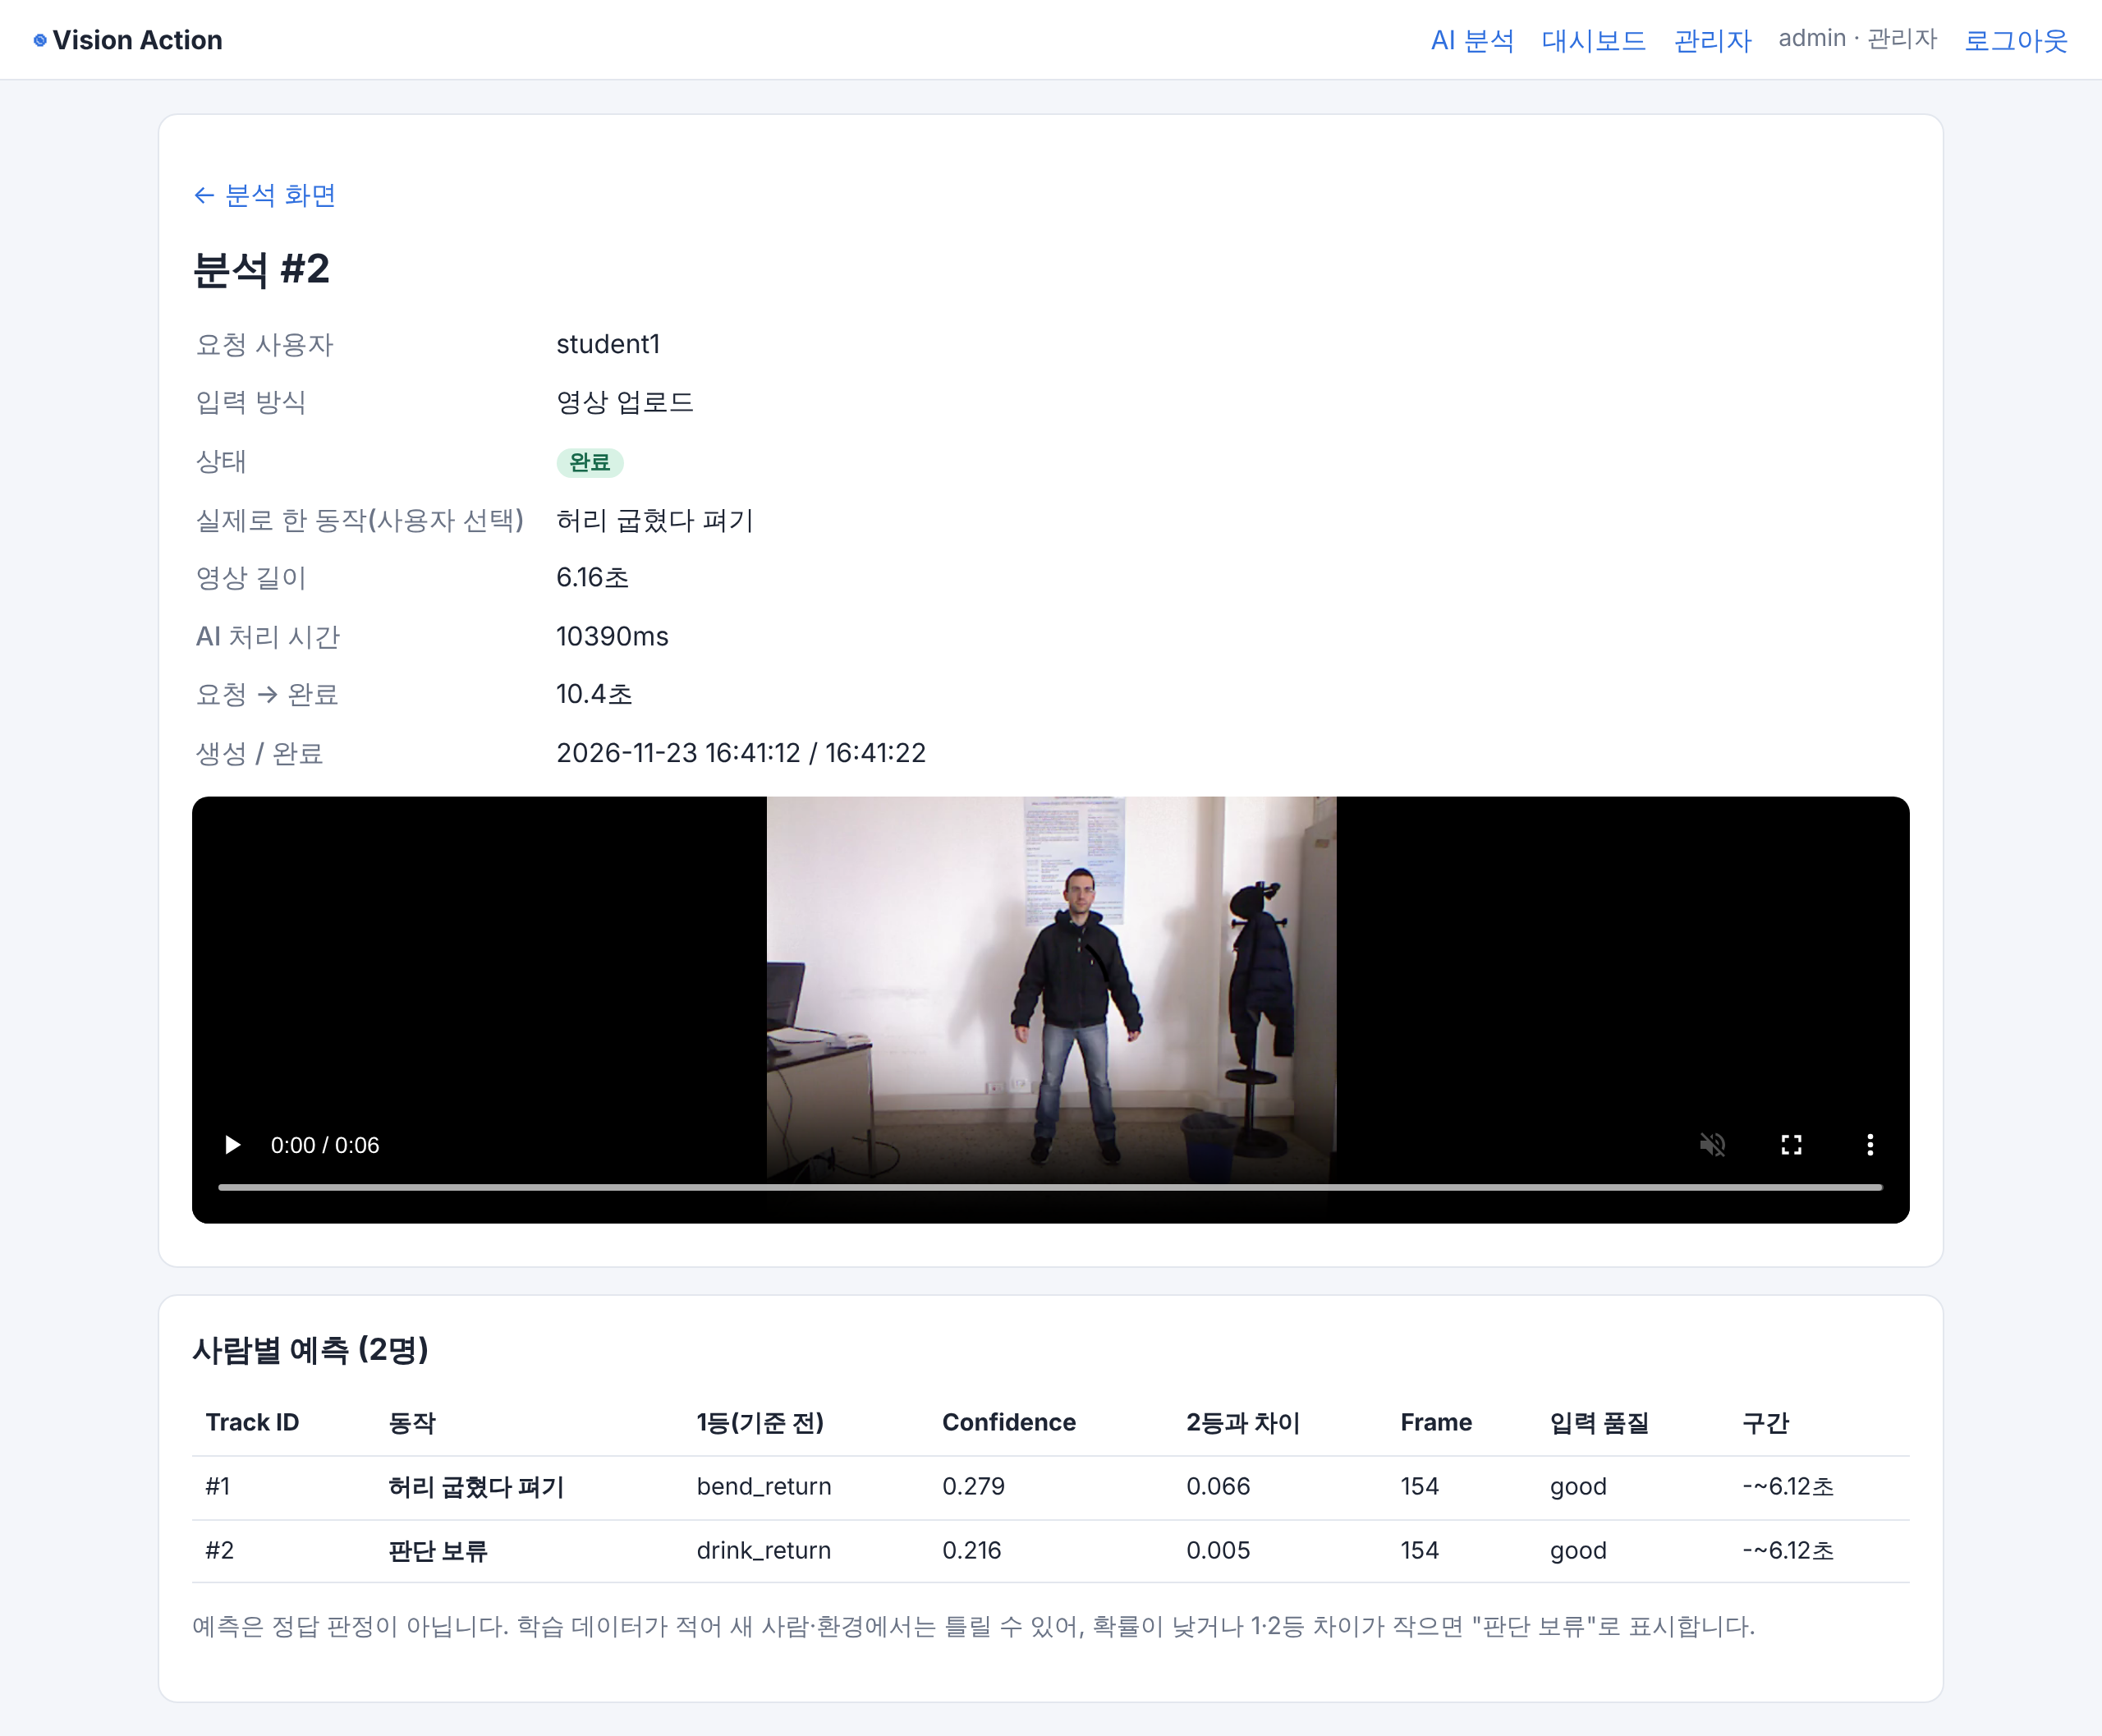 Vision Action
AI 분석 대시보드 관리자 admin · 관리자 로그아웃
← 분석 화면
분석 #2
요청 사용자 student1
입력 방식 영상 업로드
상태 완료
실제로 한 동작(사용자 선택) 허리 굽혔다 펴기
영상 길이 6.16초
AI 처리 시간 10390ms
요청 → 완료 10.4초
생성 / 완료 2026-11-23 16:41:12 / 16:41:22
0:00 / 0:06
사람별 예측 (2명)
Track ID 동작 1등(기준 전) Confidence 2등과 차이 Frame 입력 품질 구간
#1 허리 굽혔다 펴기 bend_return 0.279 0.066 154 good -~6.12초
#2 판단 보류 drink_return 0.216 0.005 154 good -~6.12초
예측은 정답 판정이 아닙니다. 학습 데이터가 적어 새 사람·환경에서는 틀릴 수 있어, 확률이 낮거나 1·2등 차이가 작으면 "판단 보류"로 표시합니다.